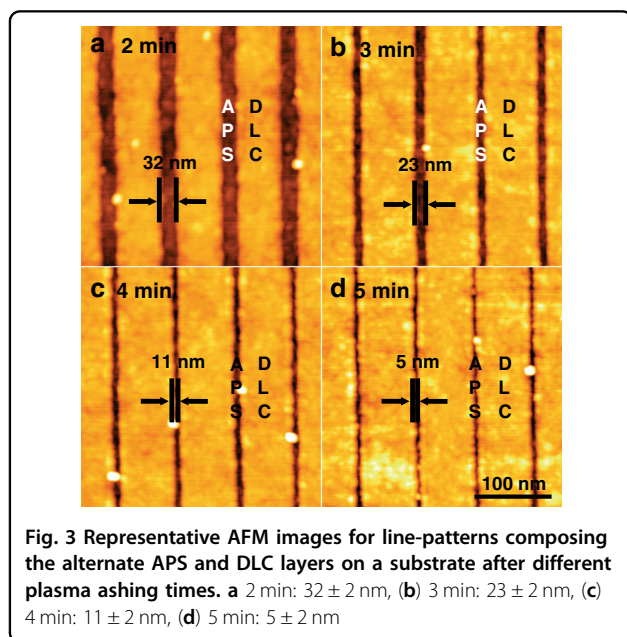 a 2 min
A D
P L
S C
32 nm
b 3 min
A D
P L
S C
23 nm
c 4 min
11 nm
A D
P L
S C
d 5 min
5 nm
A D
P L
S C
100 nm
Fig. 3 Representative AFM images for line-patterns composing
the alternate APS and DLC layers on a substrate after different
plasma ashing times. a 2 min: 32 ± 2 nm, (b) 3 min: 23 ± 2 nm, (c)
4 min: 11 ± 2 nm, (d) 5 min: 5 ± 2 nm